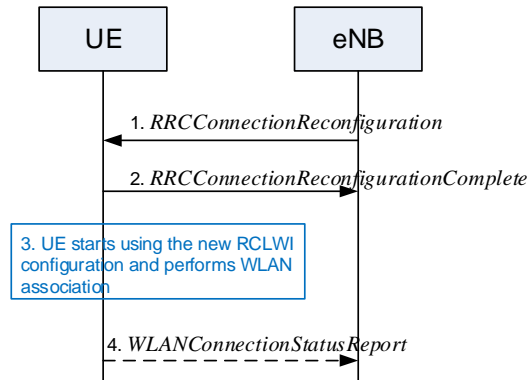 UE
eNB
1. RRCConnectionReconfiguration
2. RRCConnectionReconfigurationComplete
3. UE starts using the new RCLWI
configuration and performs WLAN
association
4. WLANConnectionStatusReport